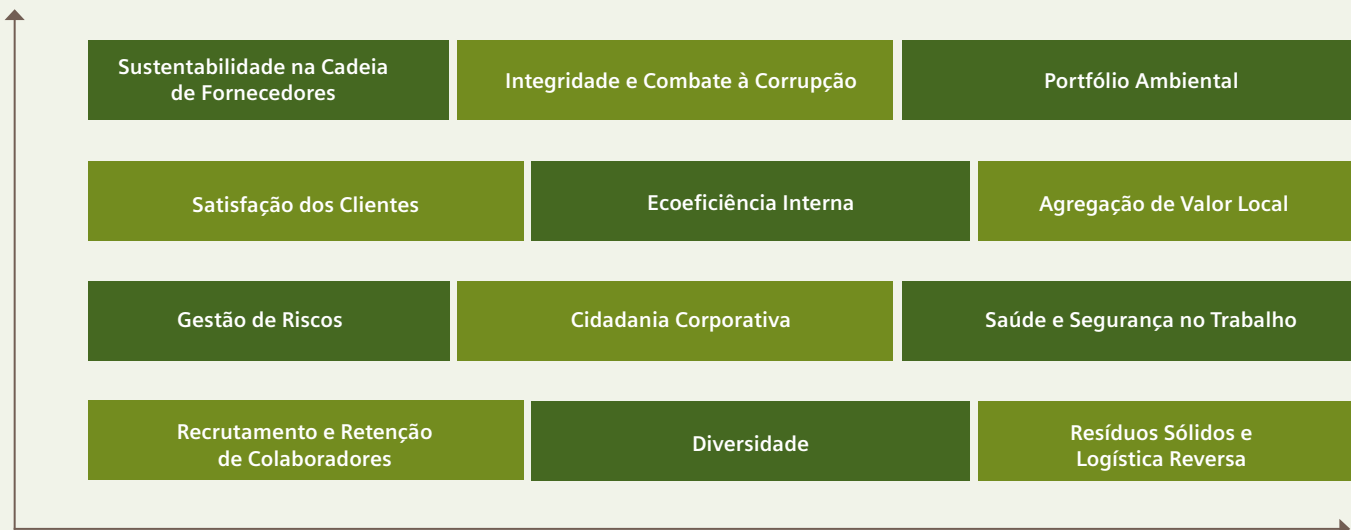 Sustentabilidade na Cadeia
de Fornecedores
Integridade e Combate à Corrupção
Portfólio Ambiental
Satisfação dos Clientes
Ecoeficiência Interna
Agregação de Valor Local
Gestão de Riscos
Cidadania Corporativa
Saúde e Segurança no Trabalho
Recrutamento e Retenção
de Colaboradores
Diversidade
Resíduos Sólidos e
Logística Reversa